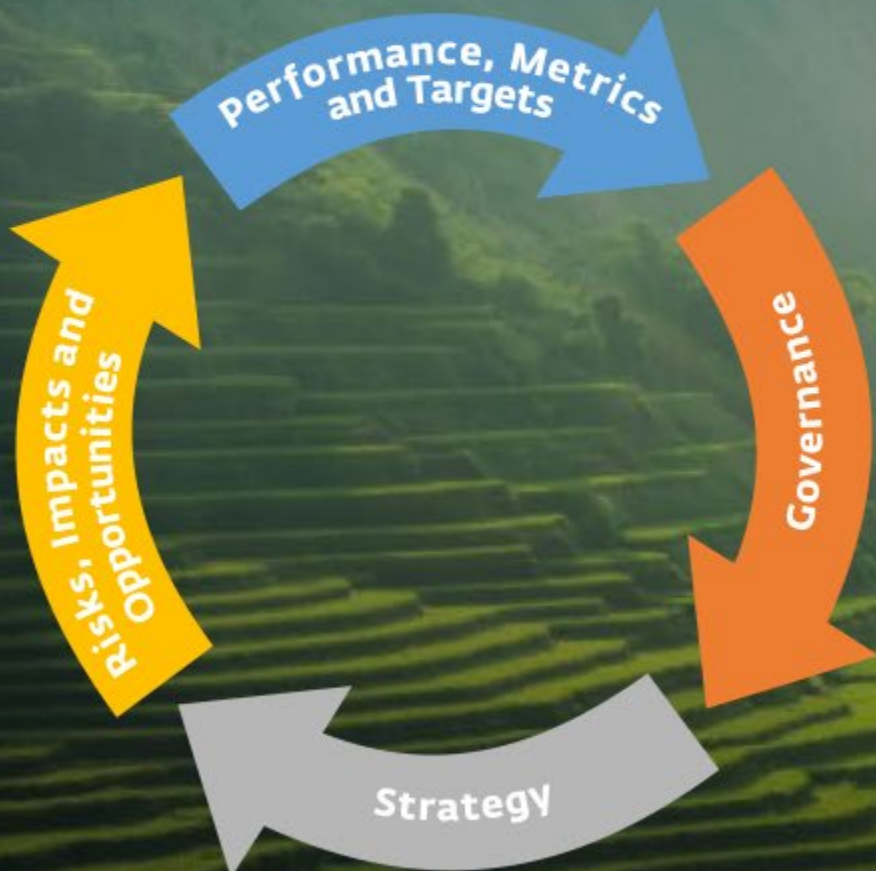 Performance, Metrics
and Targets
Governance
Strategy
Risks, Impacts and
Opportunities